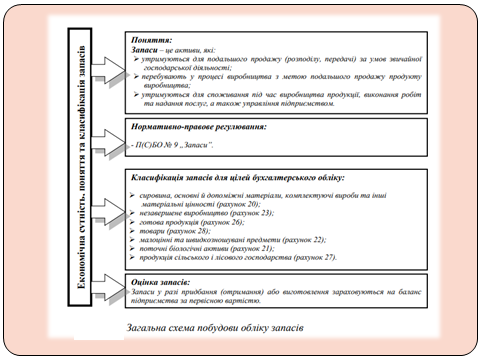 Економічна сутність, поняття та класифікація запасів
Поняття:
Запаси – це активи, які:
утримуються для подальшого продажу (розподілу, передачі) за умов звичайної
господарської діяльності;
перебувають у процесі виробництва з метою подальшого продажу продукту
виробництва;
утримуються для споживання під час виробництва продукції, виконання робіт
та надання послуг, а також управління підприємством.
Нормативно-правове регулювання:
- П(С)БО № 9 „Запаси”.
Класифікація запасів для цілей бухгалтерського обліку:
сировина, основні й допоміжні матеріали, комплектуючі вироби та інші
матеріальні цінності (рахунок 20);
незавершене виробництво (рахунок 23);
готова продукція (рахунок 26);
товари (рахунок 28);
малоцінні та швидкозношувані предмети (рахунок 22);
поточні біологічні активи (рахунок 21);
продукція сільського і лісового господарства (рахунок 27).
Оцінка запасів:
Запаси у разі придбання (отримання) або виготовлення зараховуються на баланс
підприємства за первісною вартістю.
Загальна схема побудови обліку запасів